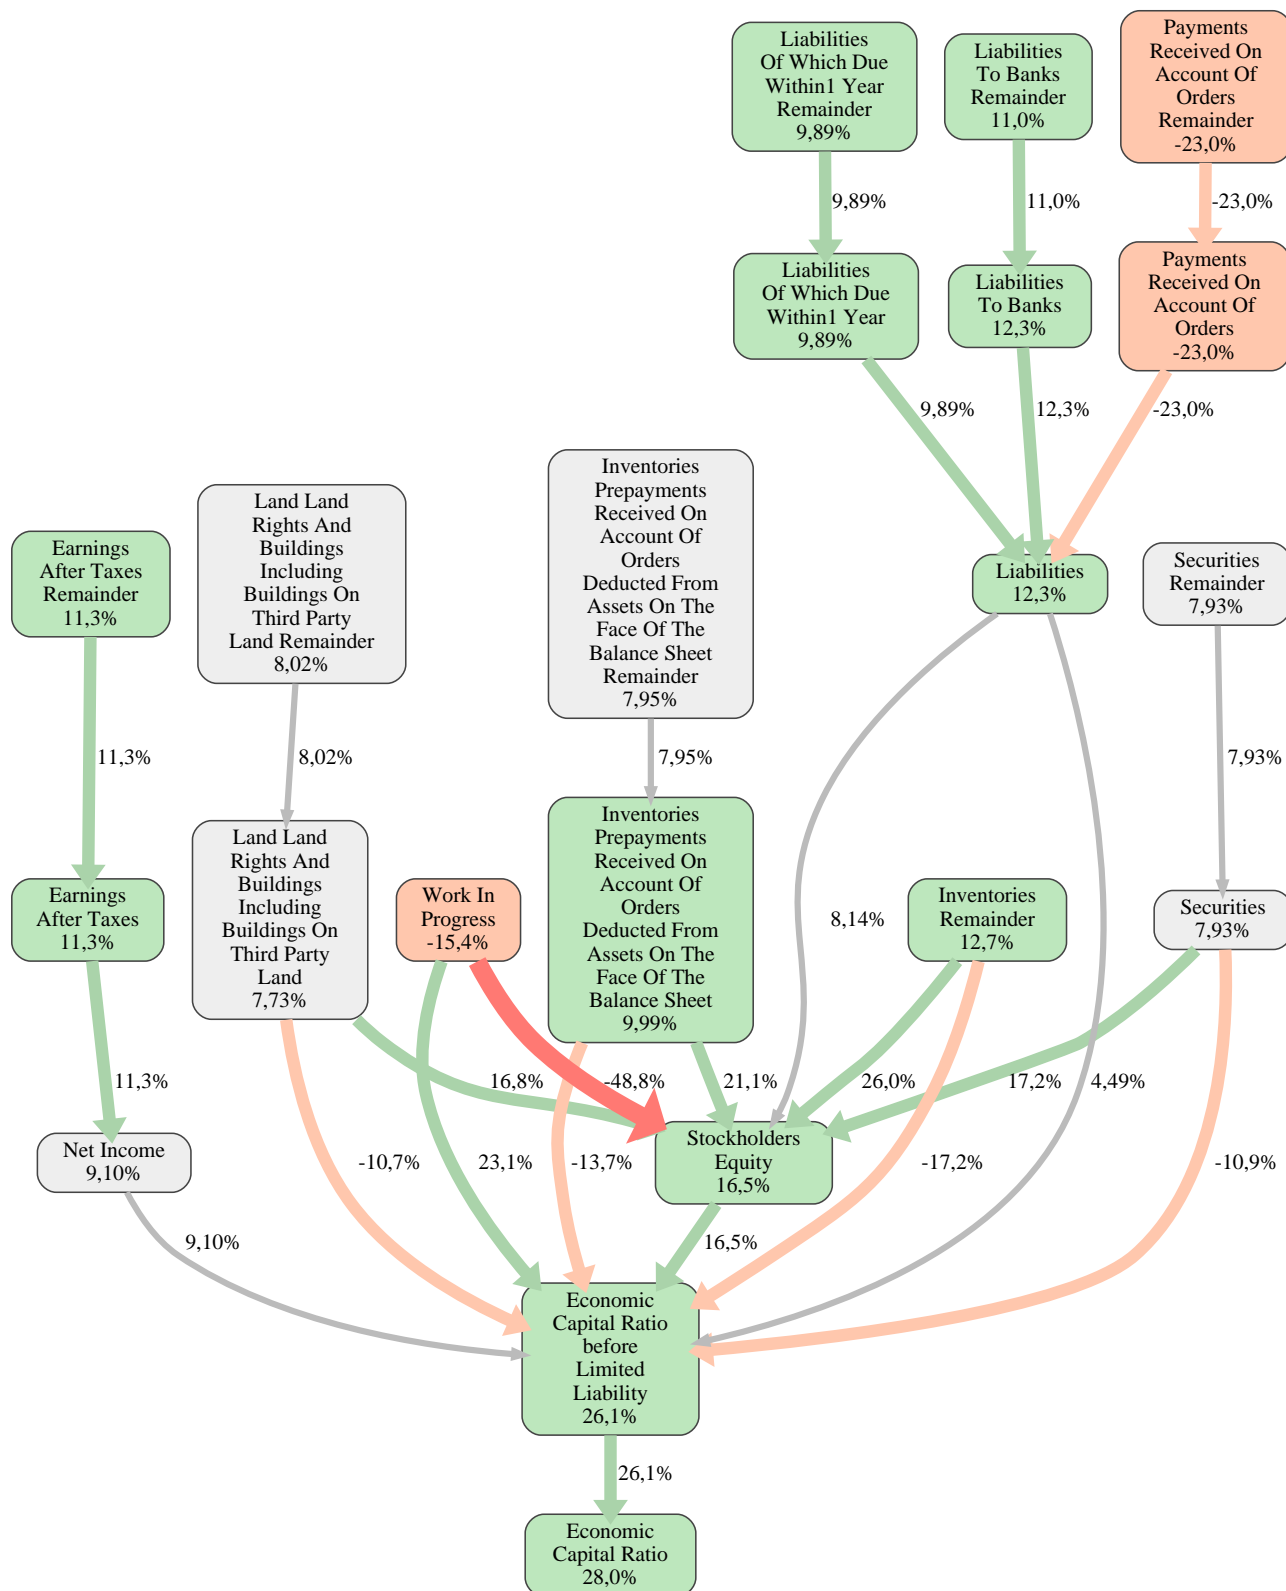 Liabilities
Of Which Due
Within1 Year
Remainder
9,89%
Liabilities
To Banks
Remainder
11,0%
Payments
Received On
Account Of
Orders
Remainder
-23,0%
9,89%
11,0%
-23,0%
Liabilities
Of Which Due
Within1 Year
9,89%
Liabilities
To Banks
12,3%
Payments
Received On
Account Of
Orders
-23,0%
9,89%
12,3%
-23,0%
Earnings
After Taxes
Remainder
11,3%
Land Land
Rights And
Buildings
Including
Buildings On
Third Party
Land Remainder
8,02%
Inventories
Prepayments
Received On
Account Of
Orders
Deducted From
Assets On The
Face Of The
Balance Sheet
Remainder
7,95%
Liabilities
12,3%
Securities
Remainder
7,93%
11,3%
8,02%
7,95%
7,93%
Earnings
After Taxes
11,3%
Land Land
Rights And
Buildings
Including
Buildings On
Third Party
Land
7,73%
Work In
Progress
-15,4%
Inventories
Prepayments
Received On
Account Of
Orders
Deducted From
Assets On The
Face Of The
Balance Sheet
9,99%
8,14%
Inventories
Remainder
12,7%
Securities
7,93%
11,3%
16,8%
-48,8%
21,1%
26,0%
17,2%
4,49%
Net Income
9,10%
-10,7%
23,1%
-13,7%
Stockholders
Equity
16,5%
-17,2%
-10,9%
9,10%
16,5%
Economic
Capital Ratio
before
Limited
Liability
26,1%
26,1%
Economic
Capital Ratio
28,0%